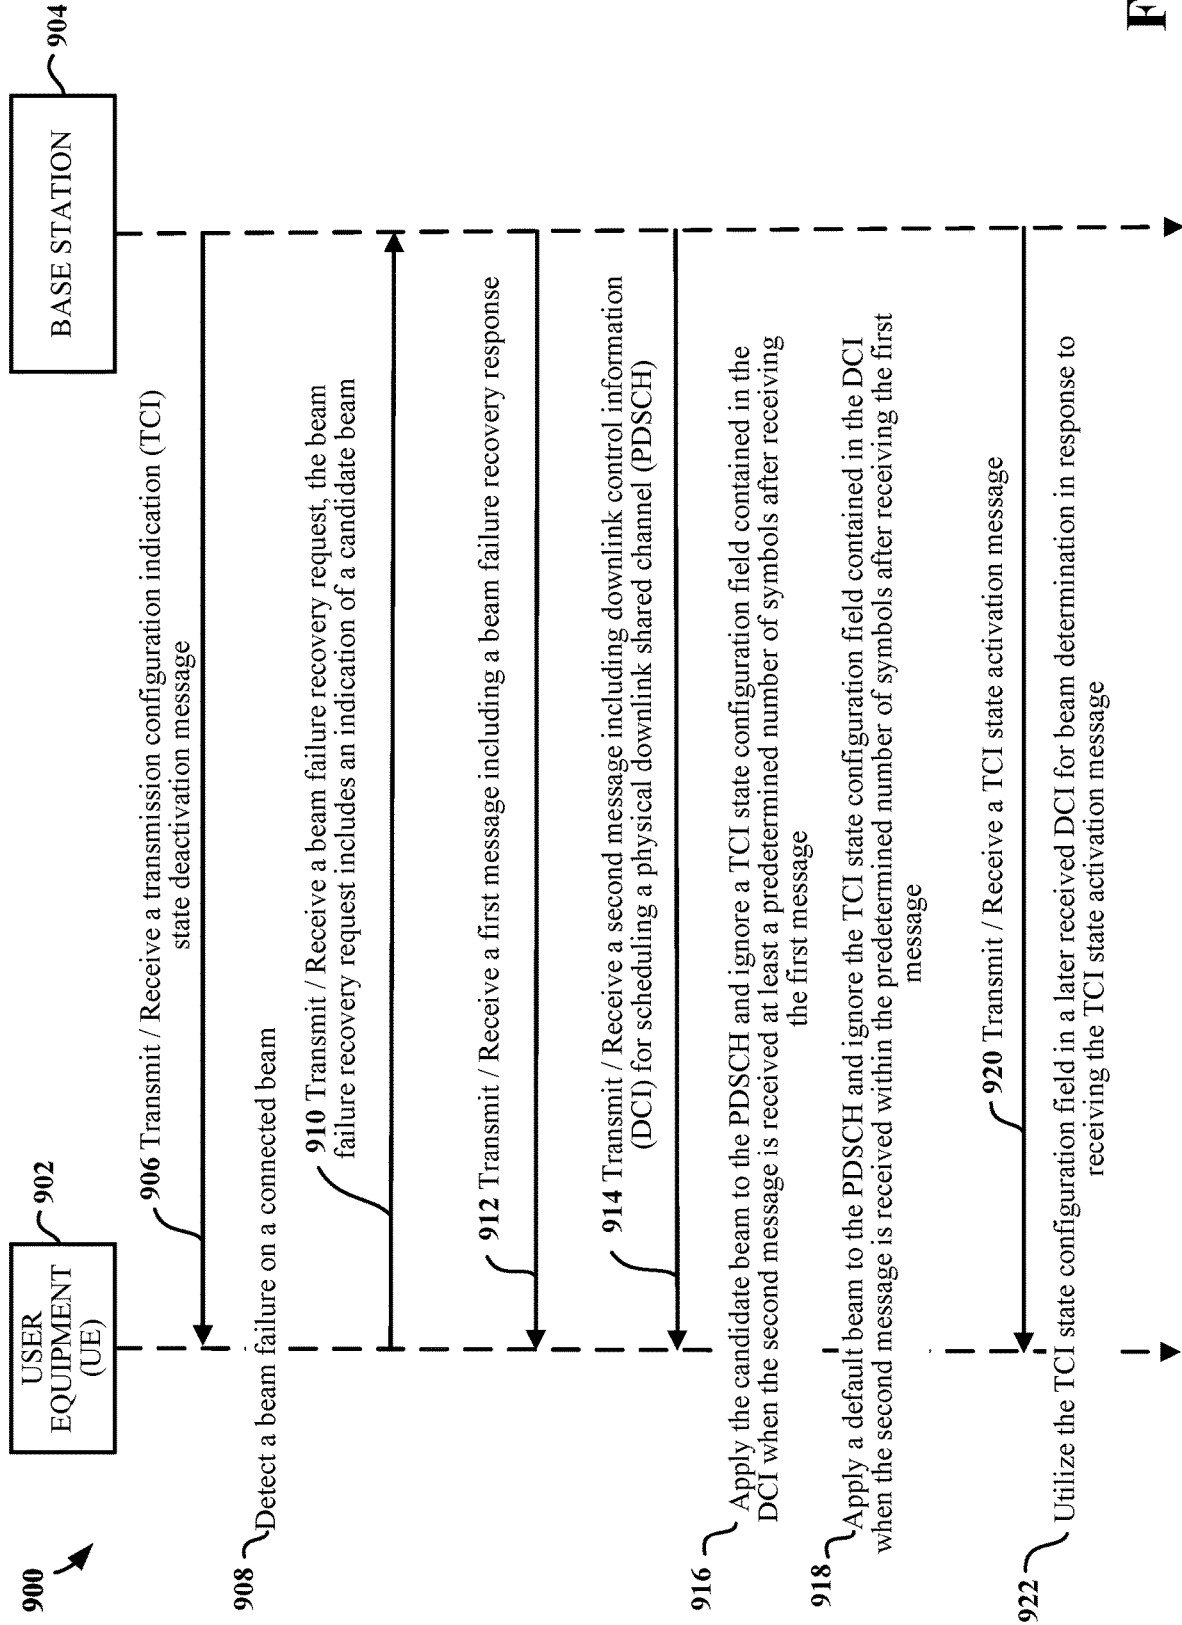 900
USER
EQUIPMENT
(UE)
902
BASE STATION
904
906 Transmit / Receive a transmission configuration indication (TCI)
state deactivation message
908
Detect a beam failure on a connected beam
910 Transmit / Receive a beam failure recovery request, the beam
failure recovery request includes an indication of a candidate beam
912 Transmit / Receive a first message including a beam failure recovery response
914 Transmit / Receive a second message including downlink control information
(DCI) for scheduling a physical downlink shared channel (PDSCH)
916
Apply the candidate beam to the PDSCH and ignore a TCI state configuration field contained in the
DCI when the second message is received at least a predetermined number of symbols after receiving
the first message
918
Apply a default beam to the PDSCH and ignore the TCI state configuration field contained in the DCI
when the second message is received within the predetermined number of symbols after receiving the first
message
920 Transmit / Receive a TCI state activation message
922
Utilize the TCI state configuration field in a later received DCI for beam determination in response to
receiving the TCI state activation message
F